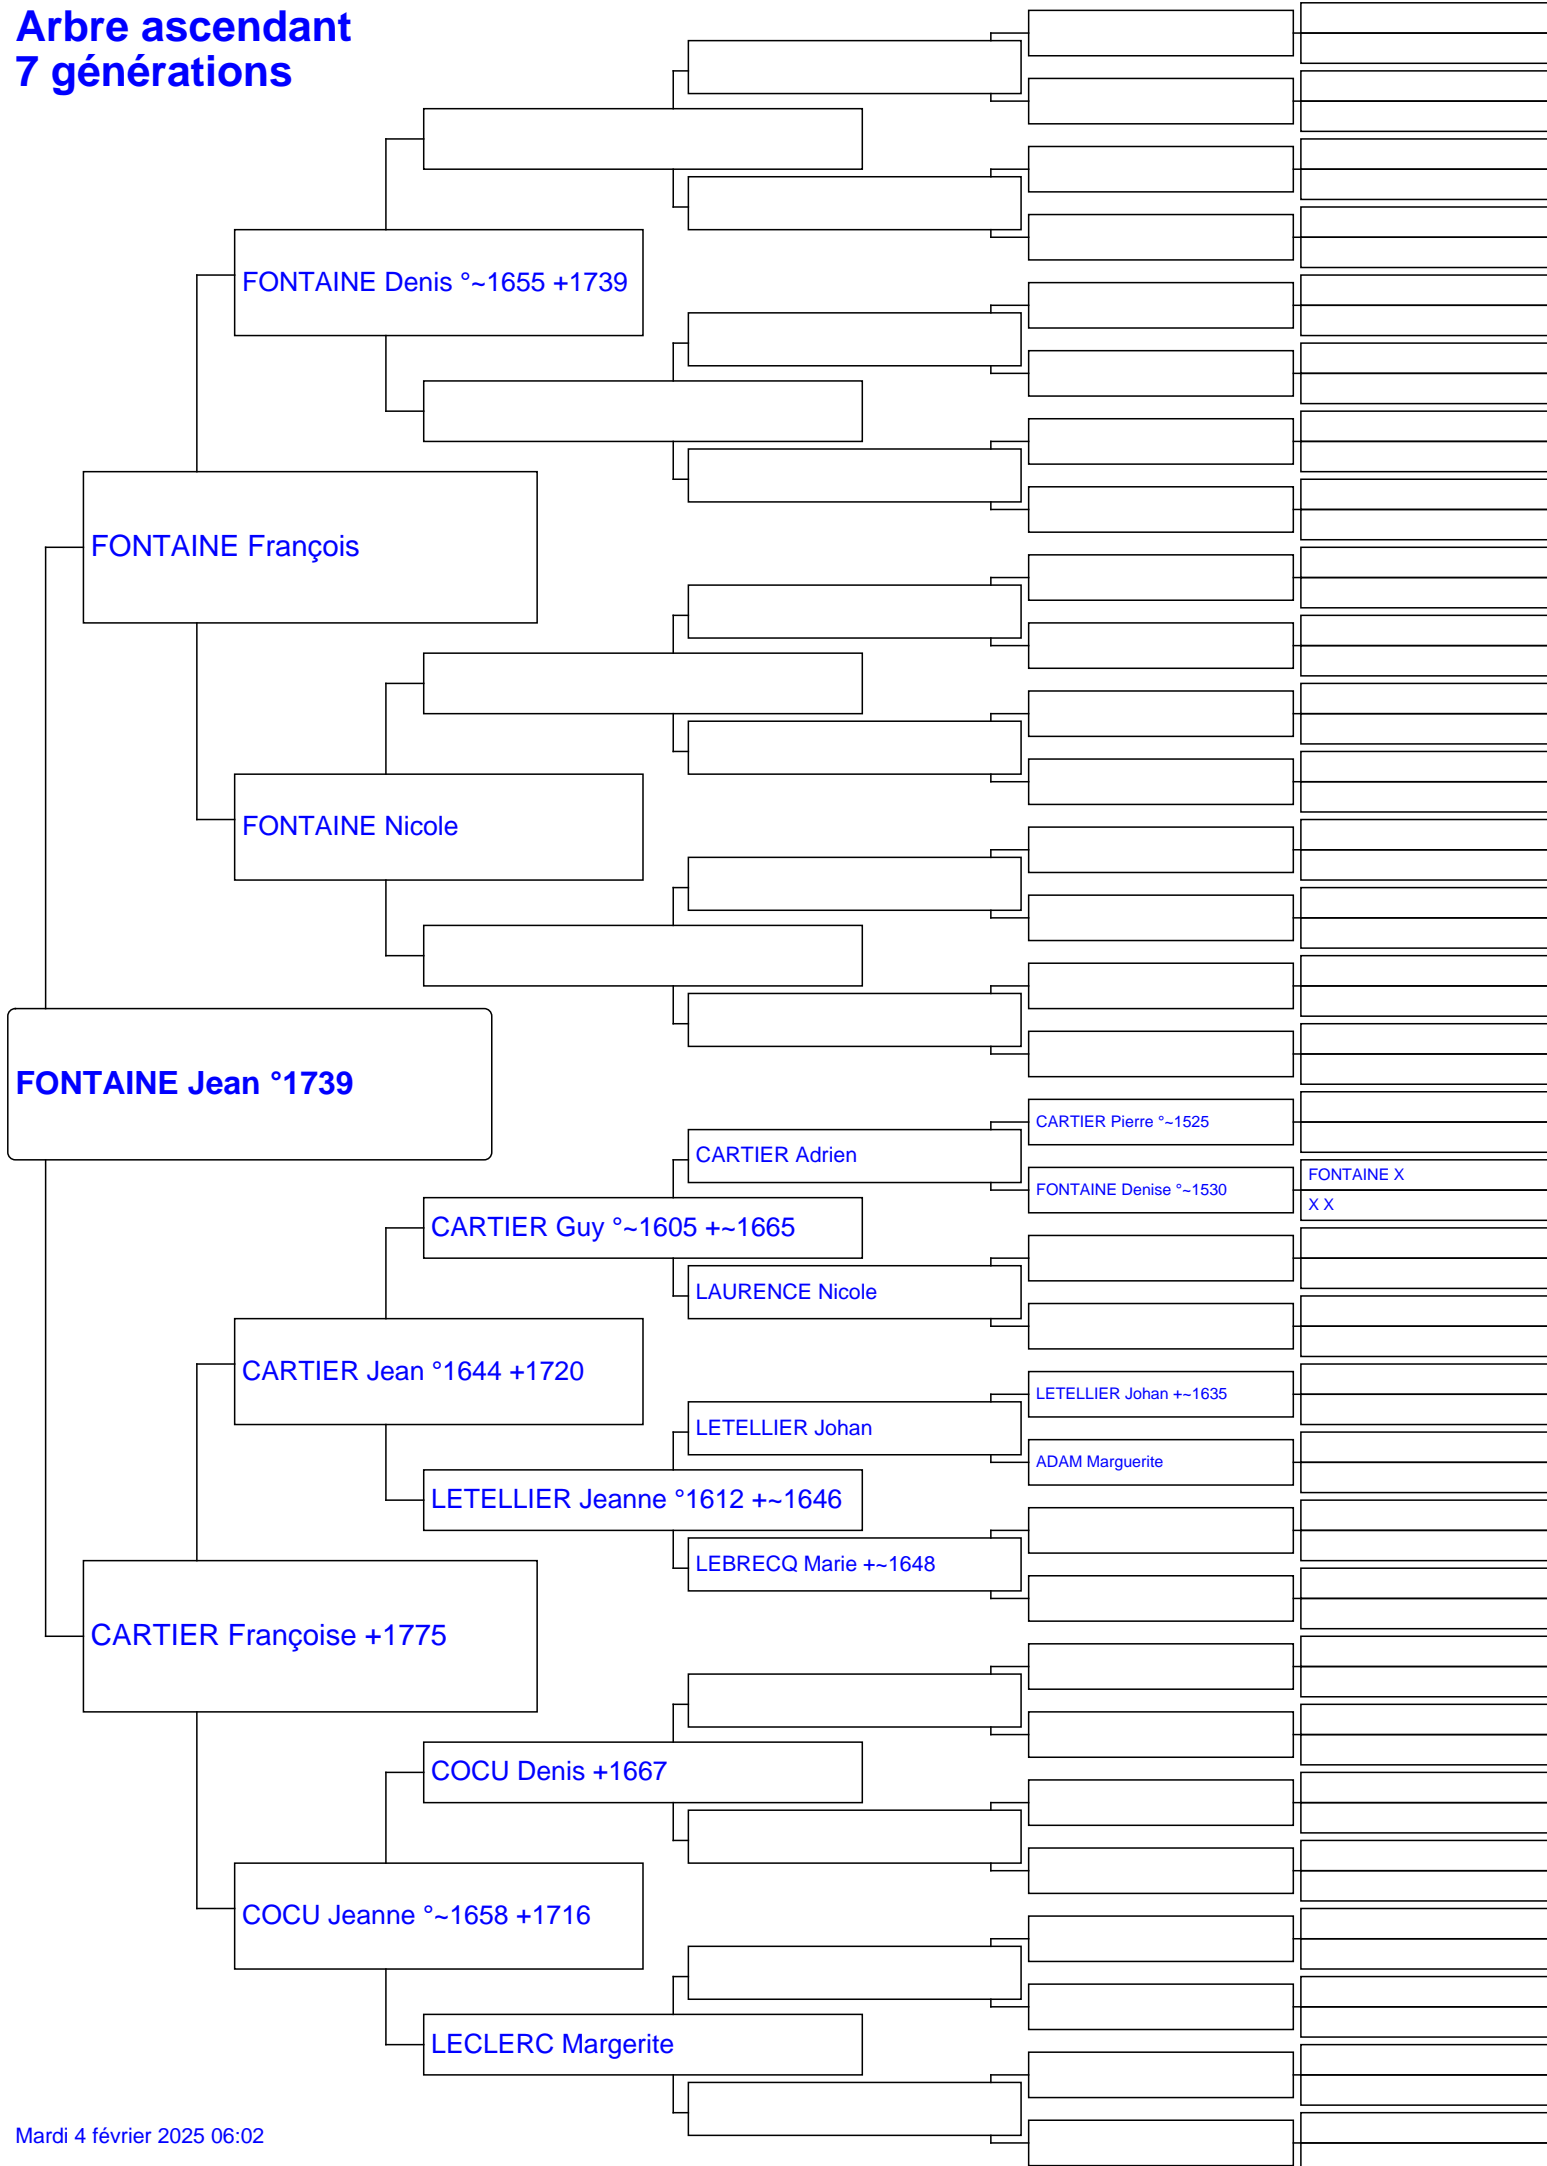 Arbre ascendant
7 générations
FONTAINE Denis °~1655 +1739
FONTAINE François
FONTAINE Nicole
FONTAINE Jean °1739
CARTIER Pierre °~1525
CARTIER Adrien
FONTAINE X
FONTAINE Denise °~1530
X X
CARTIER Guy °~1605 +~1665
LAURENCE Nicole
CARTIER Jean °1644 +1720
LETELLIER Johan +~1635
LETELLIER Johan
ADAM Marguerite
LETELLIER Jeanne °1612 +~1646
LEBRECQ Marie +~1648
CARTIER Françoise +1775
COCU Denis +1667
COCU Jeanne °~1658 +1716
LECLERC Margerite
Mardi 4 février 2025 06:02